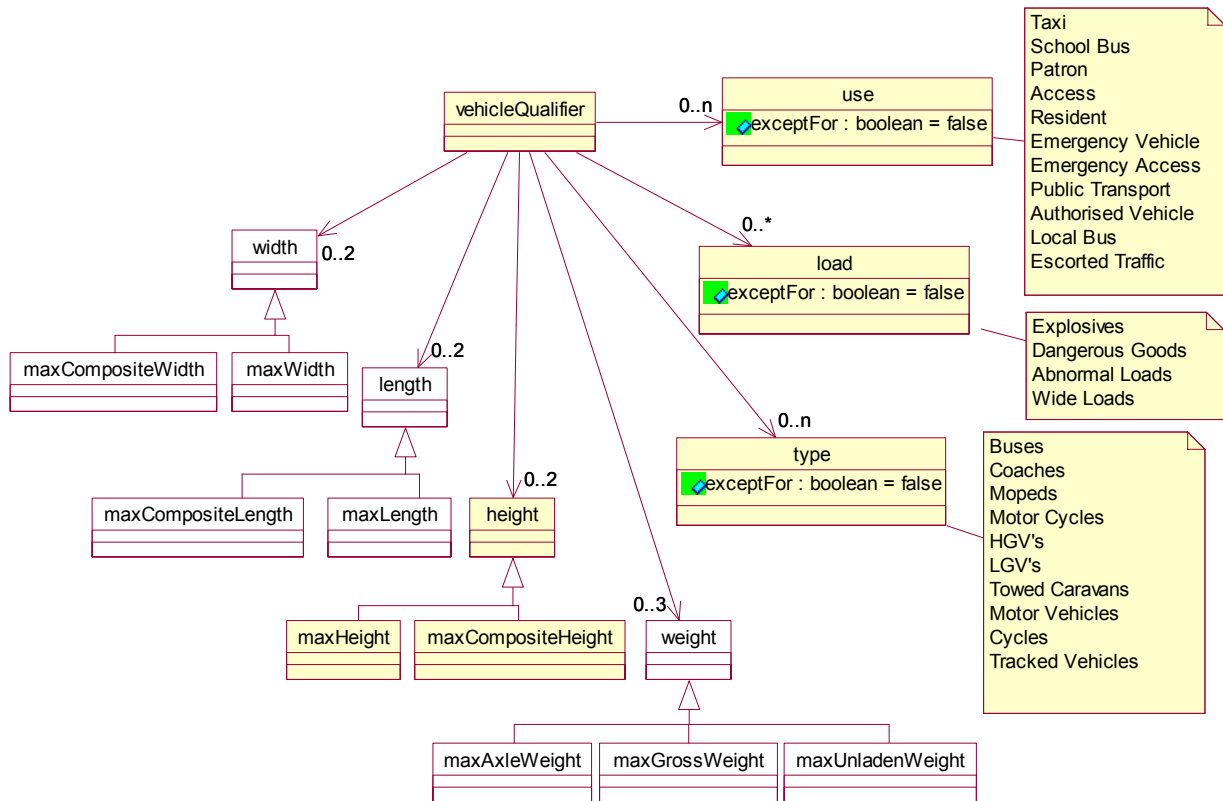 vehicleQualifier
0..n
use
exceptFor : boolean = false
Taxi
School Bus
Patron
Access
Resident
Emergency Vehicle
Emergency Access
Public Transport
Authorised Vehicle
Local Bus
Escorted Traffic
width
0..2
0..*
load
exceptFor : boolean = false
Explosives
Dangerous Goods
Abnormal Loads
Wide Loads
maxCompositeWidth
maxWidth
0..2
length
0..n
type
exceptFor : boolean = false
Buses
Coaches
Mopeds
Motor Cycles
HGV's
LGV's
Towed Caravans
Motor Vehicles
Cycles
Tracked Vehicles
maxCompositeLength
maxLength
0..2
height
maxHeight
maxCompositeHeight
0..3
weight
maxAxleWeight
maxGrossWeight
maxUnladenWeight